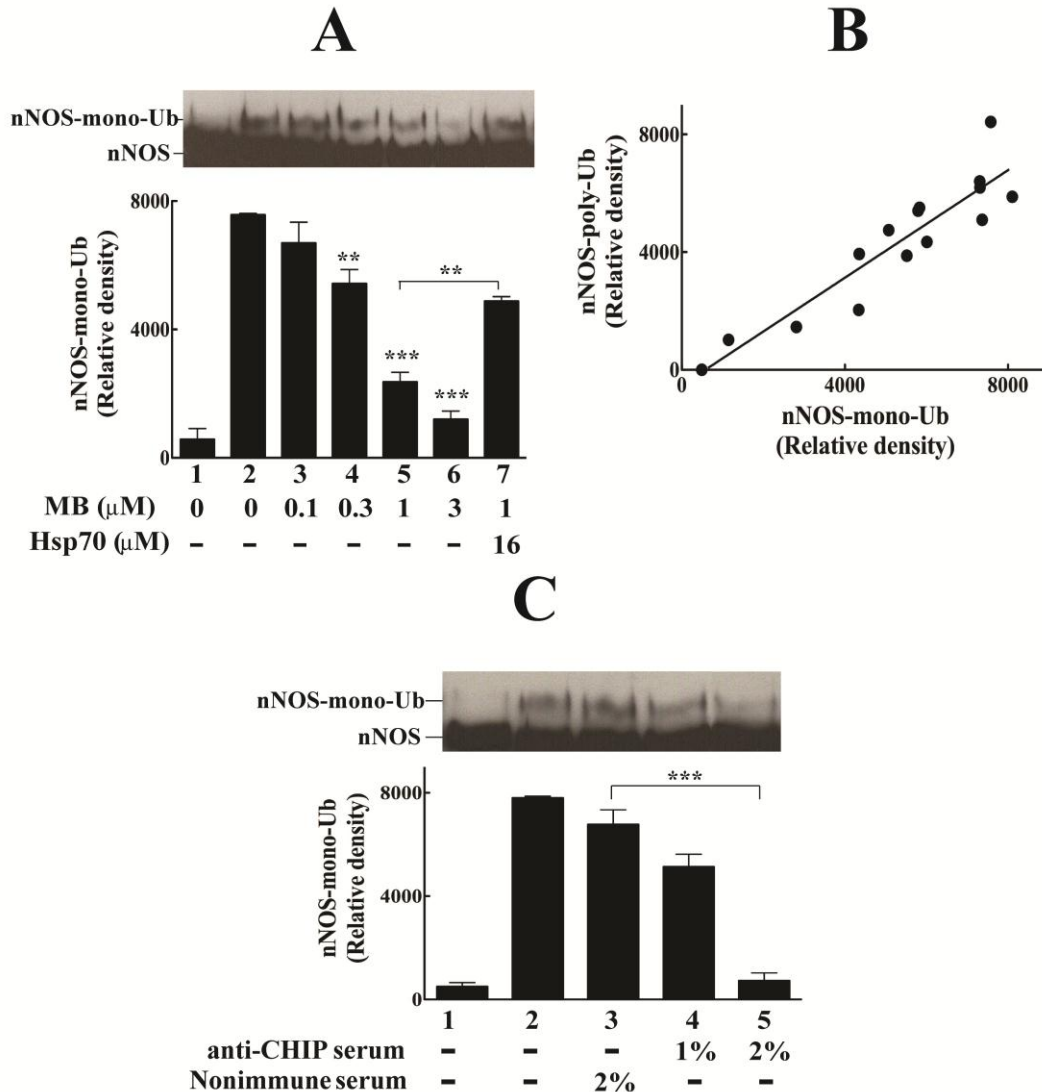 A
nNOS-mono-Ub
nNOS
nNOS-mono-Ub
(Relative density)
8000
4000
0
**
***
***
**
1 2 3 4 5 6 7
MB (μM) 0 0 0.1 0.3 1 3 1
Hsp70 (μM) – – – – – – 16
B
nNOS-poly-Ub
(Relative density)
8000
4000
0
0 4000 8000
nNOS-mono-Ub
(Relative density)
C
nNOS-mono-Ub
nNOS
nNOS-mono-Ub
(Relative density)
8000
4000
0
***
1 2 3 4 5
anti-CHIP serum – – – 1% 2%
Nonimmune serum – – 2% – –